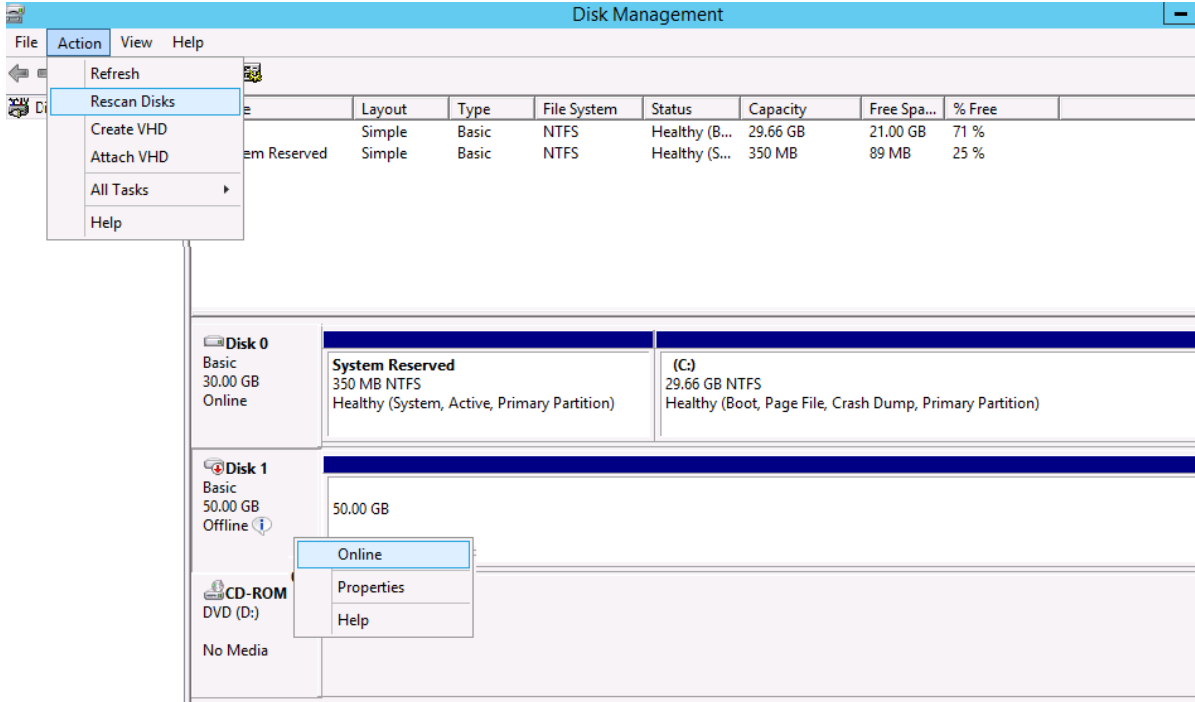 Disk Management
File Action View Help
Refresh
Rescan Disks
Create VHD
Attach VHD
All Tasks
Help
Layout Type File System Status Capacity Free Spa... % Free
Simple Basic NTFS Healthy (B... 29.66 GB 21.00 GB 71 %
em Reserved Simple Basic NTFS Healthy (S... 350 MB 89 MB 25 %
Disk 0
Basic
30.00 GB
Online
System Reserved
350 MB NTFS
Healthy (System, Active, Primary Partition)
(C:)
29.66 GB NTFS
Healthy (Boot, Page File, Crash Dump, Primary Partition)
Disk 1
Basic
50.00 GB
Offline
50.00 GB
Online
Properties
Help
CD-ROM
DVD (D:)
No Media